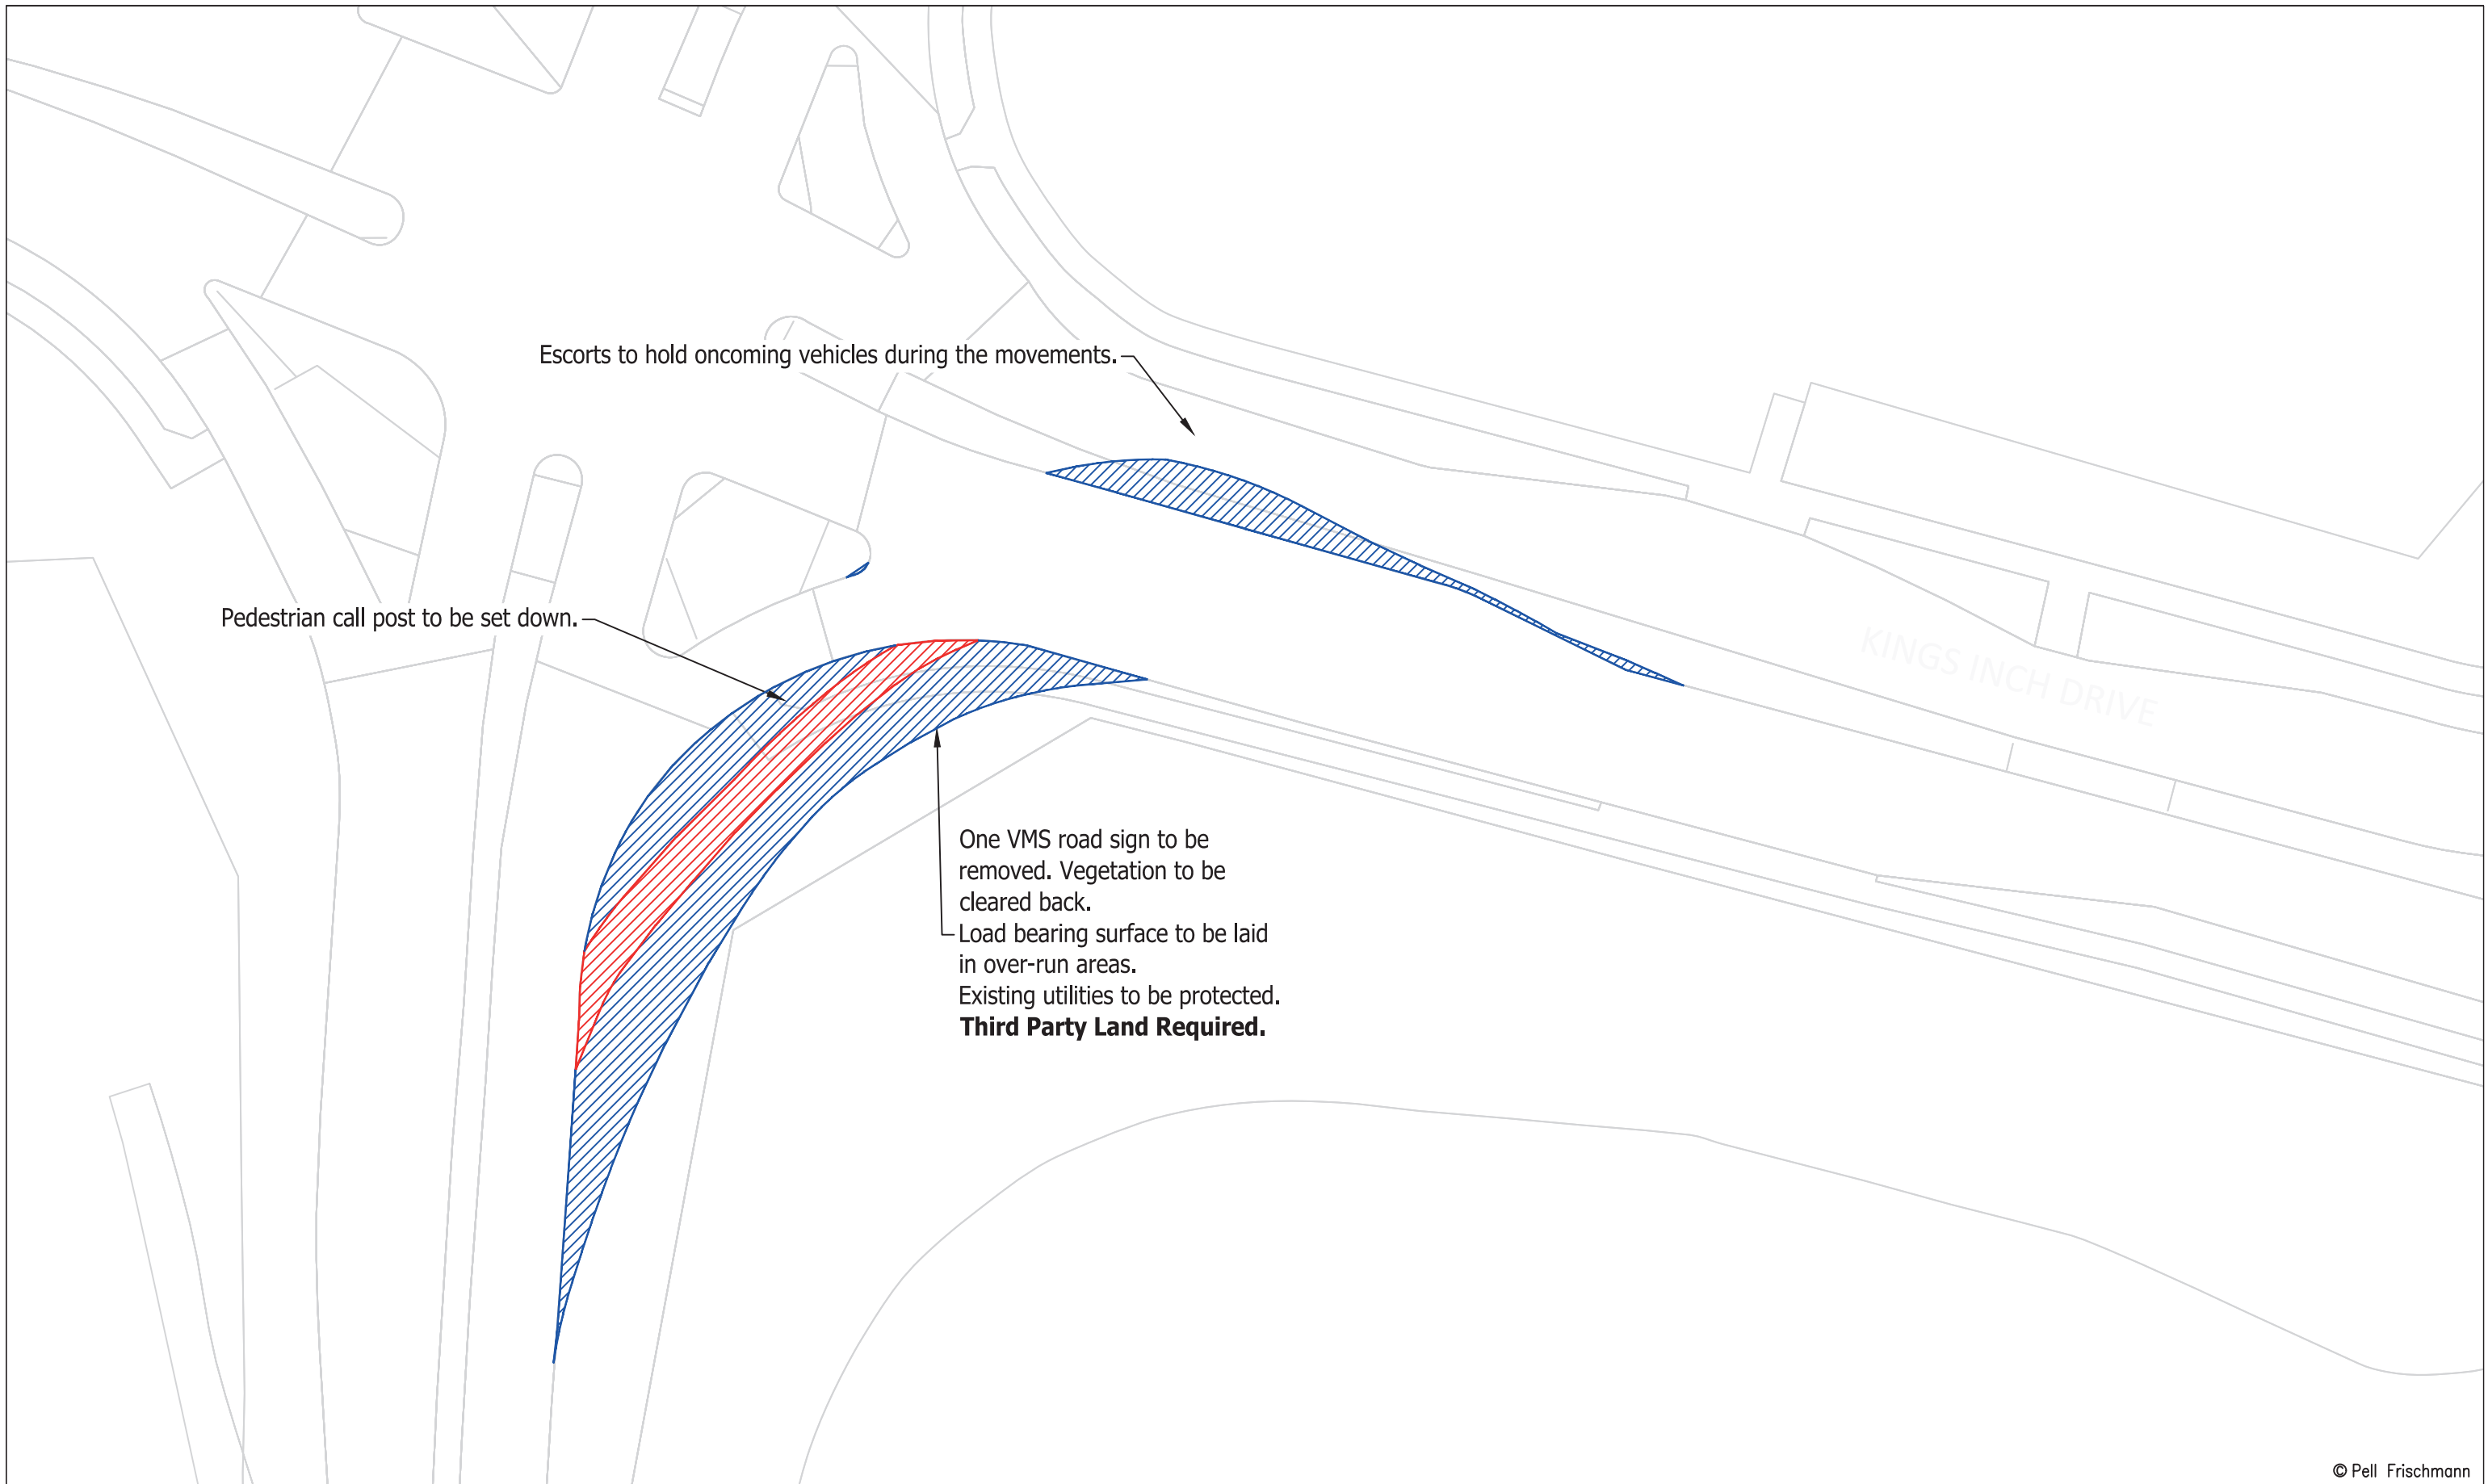 Escorts to hold oncoming vehicles during the movements.
Pedestrian call post to be set down.
KINGS INCH DRIVE
One VMS road sign to be
removed. Vegetation to be
cleared back.
Load bearing surface to be laid
in over-run areas.
Existing utilities to be protected.
Third Party Land Required.
© Pell Frischmann